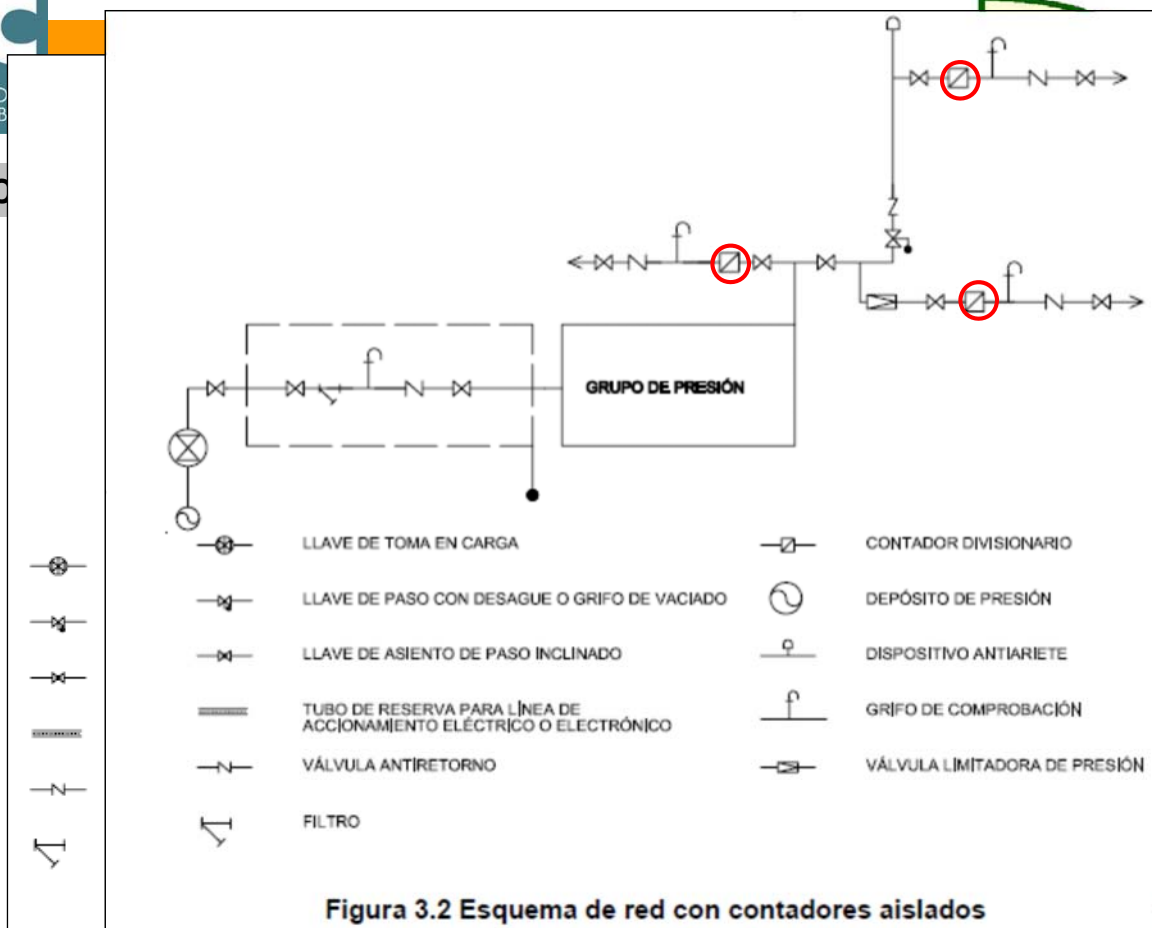 GRUPO DE PRESIÓN
LLAVE DE TOMA EN CARGA
CONTADOR DIVISIONARIO
LLAVE DE PASO CON DESAGUE O GRIFO DE VACIADO
DEPÓSITO DE PRESIÓN
LLAVE DE ASIENTO DE PASO INCLINADO
DISPOSITIVO ANTIARIETE
TUBO DE RESERVA PARA LÍNEA DE
ACCIONAMIENTO ELÉCTRICO O ELECTRÓNICO
GRIFO DE COMPROBACIÓN
VÁLVULA ANTIRETORNO
VÁLVULA LIMITADORA DE PRESIÓN
FILTRO
Figura 3.2 Esquema de red con contadores aislados